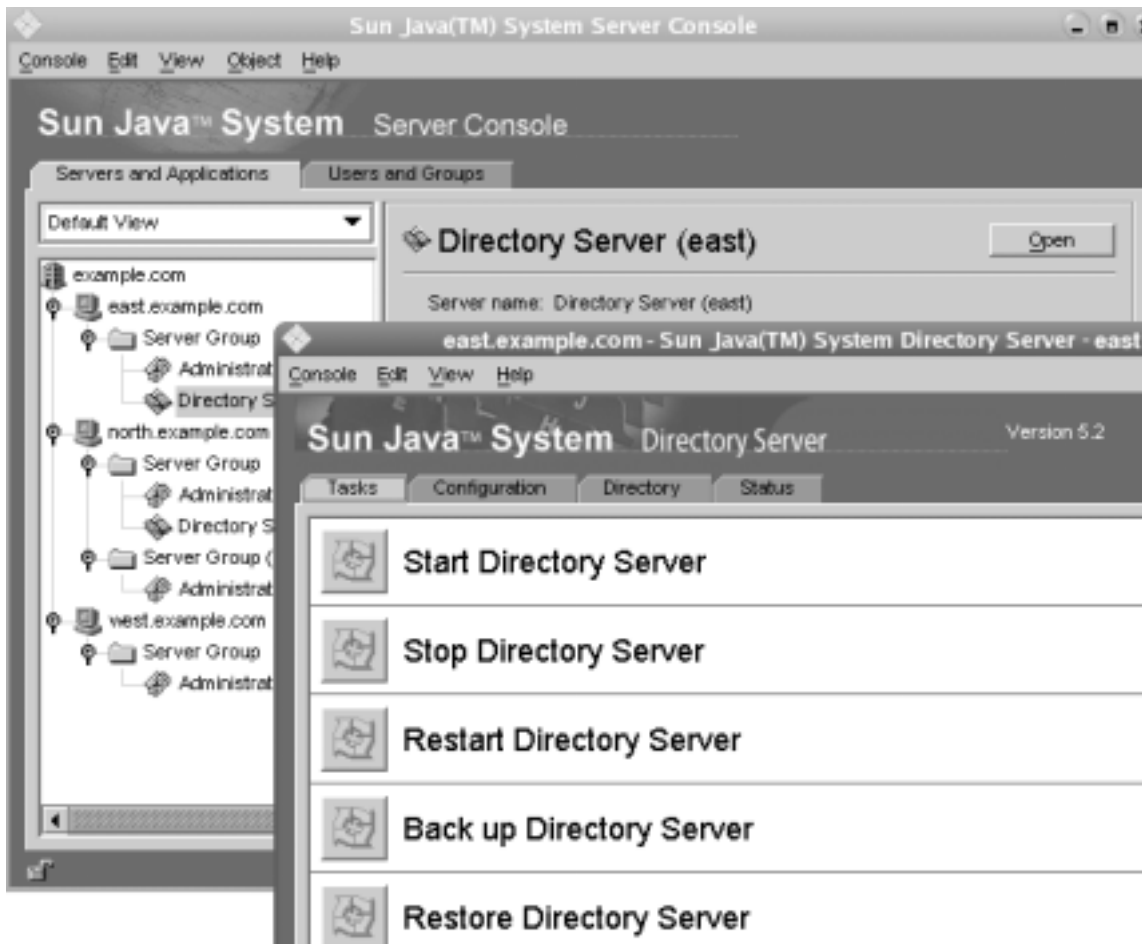 Sun Java(TM) System Server Console
Console Edit View Object Help
Sun Java™ System Server Console
Servers and Applications Users and Groups
Default View
Directory Server (east) Open
example.com
east.example.com
Server name: Directory Server (east)
Server Group
Administrat
Directory S
north.example.com
Server Group
Administrat
Directory S
Server Group (
Administrat
west.example.com
Server Group
Administrat
east.example.com - Sun Java(TM) System Directory Server - east
Console Edit View Help
Sun Java™ System Directory Server Version 5.2
Tasks Configuration Directory Status
Start Directory Server
Stop Directory Server
Restart Directory Server
Back up Directory Server
Restore Directory Server